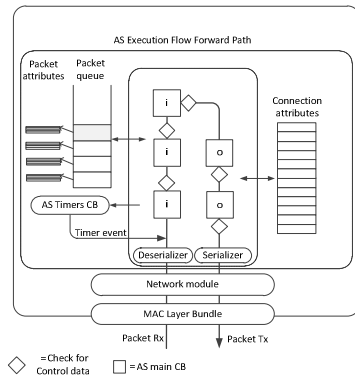 AS Execution Flow Forward Path
Packet
attributes
Packet
queue
Connection
attributes
i
i
i
o
o
AS Timers CB
Timer event
Deserializer
Serializer
Network module
MAC Layer Bundle
Packet Rx
Packet Tx
=Check for
Control data
=AS main CB